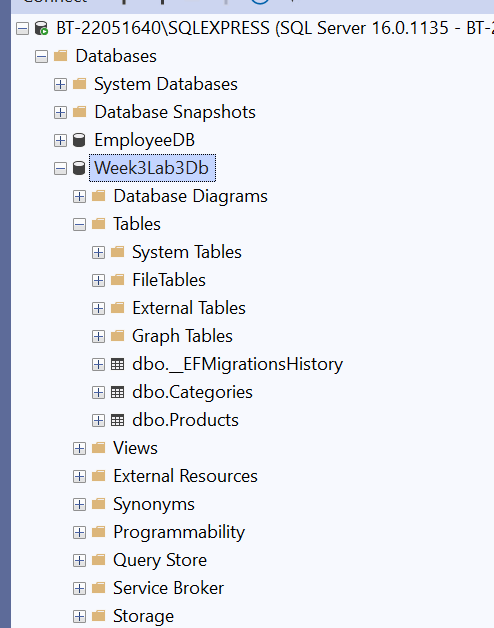 Connect
BT-22051640\SQLEXPRESS (SQL Server 16.0.1135 - BT-2
Databases
System Databases
Database Snapshots
EmployeeDB
Week3Lab3Db
Database Diagrams
Tables
System Tables
FileTables
External Tables
Graph Tables
dbo.__EFMigrationsHistory
dbo.Categories
dbo.Products
Views
External Resources
Synonyms
Programmability
Query Store
Service Broker
Storage